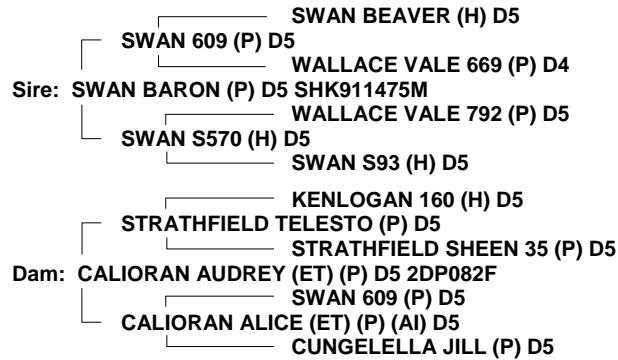 SWAN BEAVER (H) D5
SWAN 609 (P) D5
WALLACE VALE 669 (P) D4
Sire: SWAN BARON (P) D5 SHK911475M
WALLACE VALE 792 (P) D5
SWAN S570 (H) D5
SWAN S93 (H) D5
KENLOGAN 160 (H) D5
STRATHFIELD TELESTO (P) D5
STRATHFIELD SHEEN 35 (P) D5
Dam: CALIORAN AUDREY (ET) (P) D5 2DP082F
SWAN 609 (P) D5
CALIORAN ALICE (ET) (P) (AI) D5
CUNGELELLA JILL (P) D5